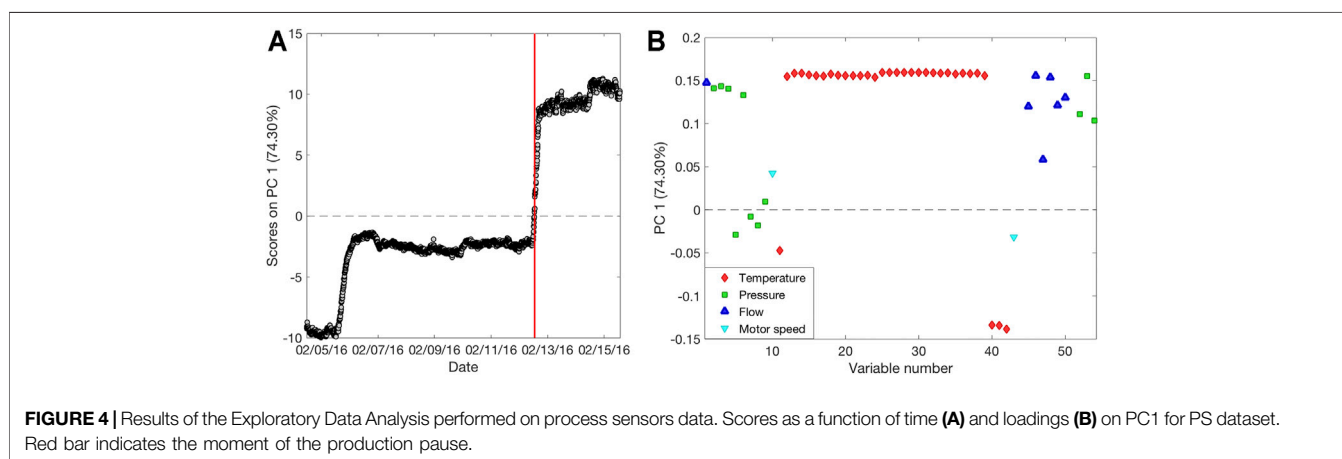 A
15
10
5
0
-5
-10
Scores on PC 1 (74.30%)
02/05/16 02/07/16 02/09/16 02/11/16 02/13/16 02/15/16
Date
B
0.2
0.15
0.1
0.05
0
-0.05
-0.1
-0.15
PC 1 (74.30%)
Temperature
Pressure
Flow
Motor speed
10 20 30 40 50
Variable number
FIGURE 4 | Results of the Exploratory Data Analysis performed on process sensors data. Scores as a function of time (A) and loadings (B) on PC1 for PS dataset.
Red bar indicates the moment of the production pause.